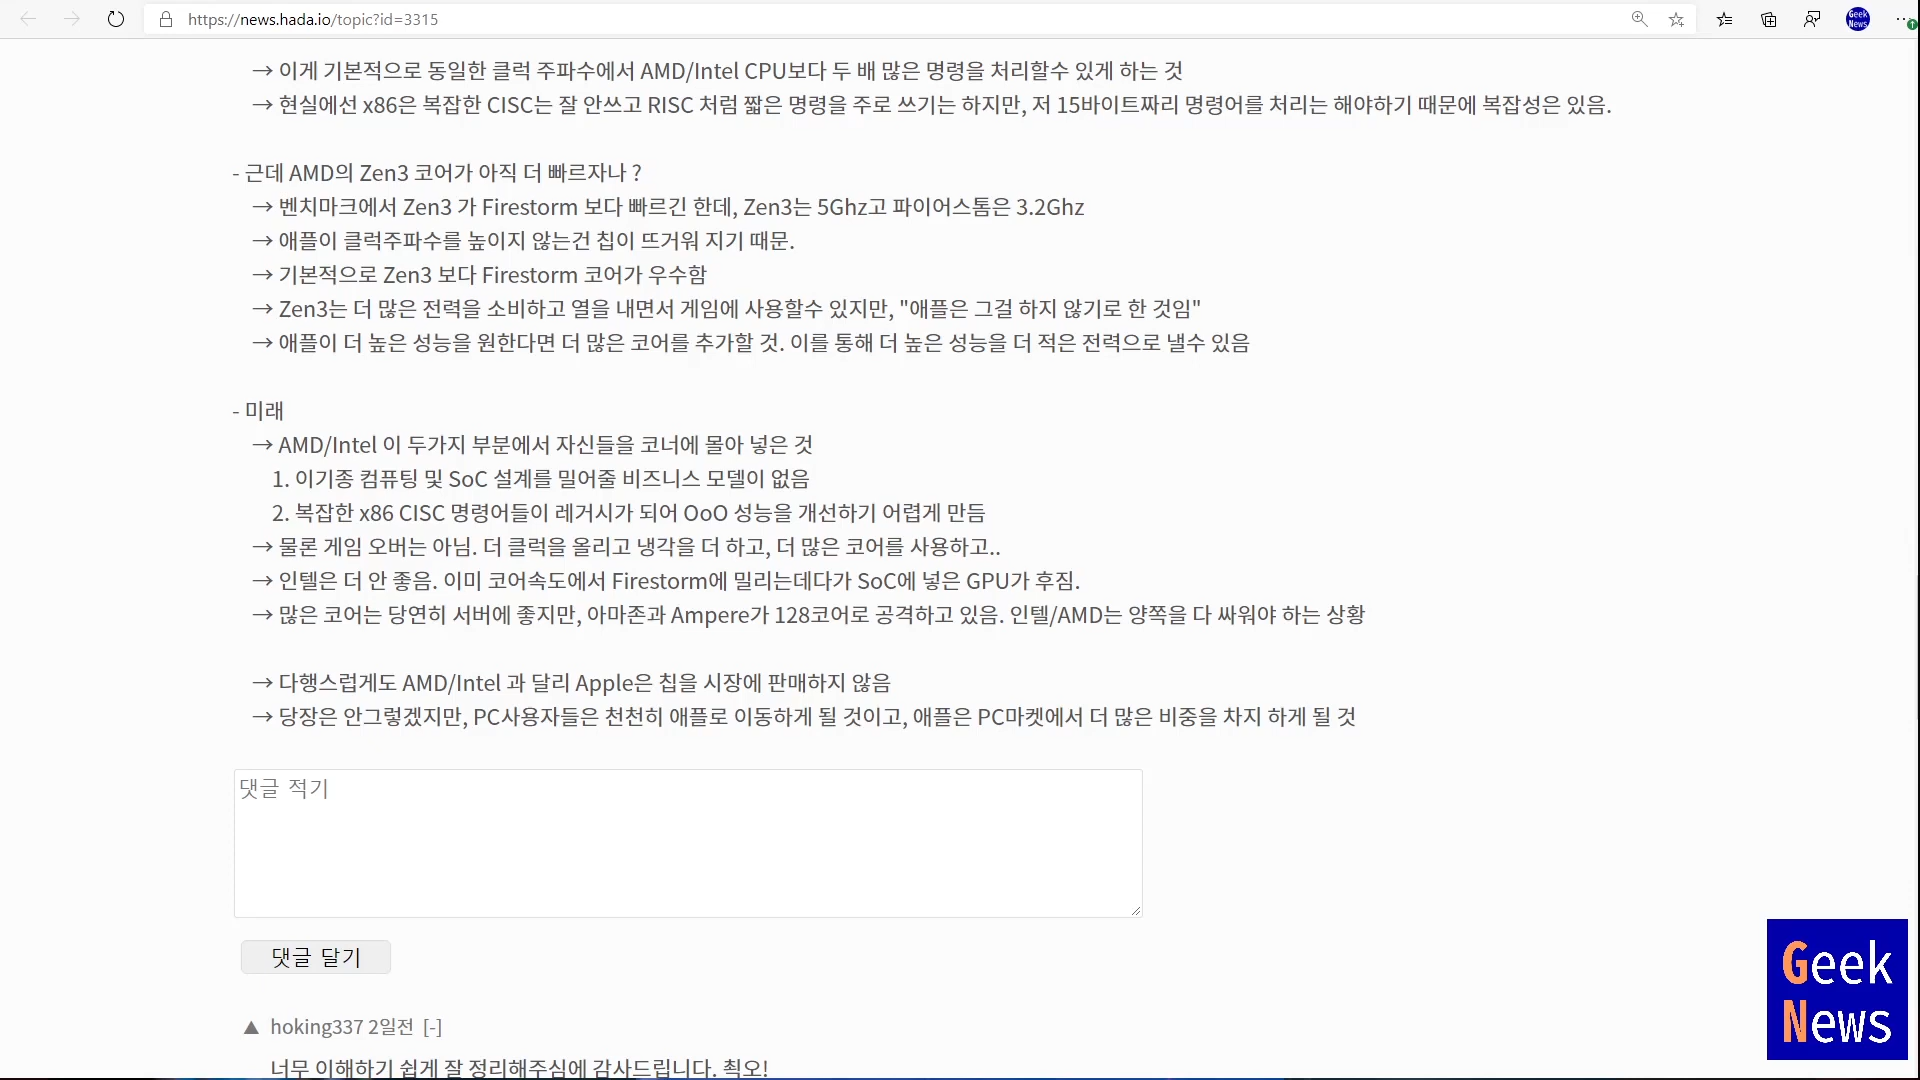 https://news.hada.io/topic?id=3315
Geek
News
→ 이게 기본적으로 동일한 클럭 주파수에서 AMD/Intel CPU보다 두 배 많은 명령을 처리할수 있게 하는 것
→ 현실에선 x86은 복잡한 CISC는 잘 안쓰고 RISC 처럼 짧은 명령을 주로 쓰기는 하지만, 저 15바이트짜리 명령어를 처리는 해야하기 때문에 복잡성은 있음.
- 근데 AMD의 Zen3 코어가 아직 더 빠르자나 ?
→ 벤치마크에서 Zen3 가 Firestorm 보다 빠르긴 한데, Zen3는 5Ghz고 파이어스톰은 3.2Ghz
→ 애플이 클럭주파수를 높이지 않는건 칩이 뜨거워 지기 때문.
→ 기본적으로 Zen3 보다 Firestorm 코어가 우수함
→ Zen3는 더 많은 전력을 소비하고 열을 내면서 게임에 사용할수 있지만, "애플은 그걸 하지 않기로 한 것임"
→ 애플이 더 높은 성능을 원한다면 더 많은 코어를 추가할 것. 이를 통해 더 높은 성능을 더 적은 전력으로 낼수 있음
- 미래
→ AMD/Intel 이 두가지 부분에서 자신들을 코너에 몰아 넣은 것
1. 이기종 컴퓨팅 및 SoC 설계를 밀어줄 비즈니스 모델이 없음
2. 복잡한 x86 CISC 명령어들이 레거시가 되어 OoO 성능을 개선하기 어렵게 만듬
→ 물론 게임 오버는 아님. 더 클럭을 올리고 냉각을 더 하고, 더 많은 코어를 사용하고..
→ 인텔은 더 안 좋음. 이미 코어속도에서 Firestorm에 밀리는데다가 SoC에 넣은 GPU가 후짐.
→ 많은 코어는 당연히 서버에 좋지만, 아마존과 Ampere가 128코어로 공격하고 있음. 인텔/AMD는 양쪽을 다 싸워야 하는 상황
→ 다행스럽게도 AMD/Intel 과 달리 Apple은 칩을 시장에 판매하지 않음
→ 당장은 안그렇겠지만, PC사용자들은 천천히 애플로 이동하게 될 것이고, 애플은 PC마켓에서 더 많은 비중을 차지 하게 될 것
댓글 적기
댓글 달기
▲ hoking337 2일전 [-]
너무 이해하기 쉽게 잘 정리해주심에 감사드립니다. 쵝오!
Geek
News